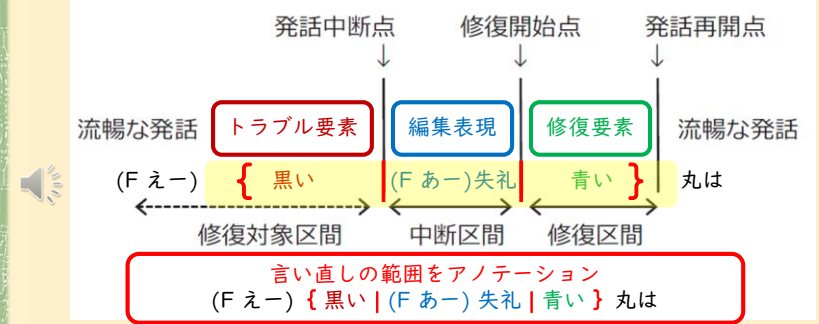 発話中断点 修復開始点 発話再開点
↓ ↓ ↓
流暢な発話 トラブル要素 編集表現 修復要素 流暢な発話
(F えー) { 黒い | (F あー)失礼 | 青い } 丸は
修復対象区間 中断区間 修復区間
言い直しの範囲をアノテーション
(F えー) { 黒い | (F あー) 失礼 | 青い } 丸は